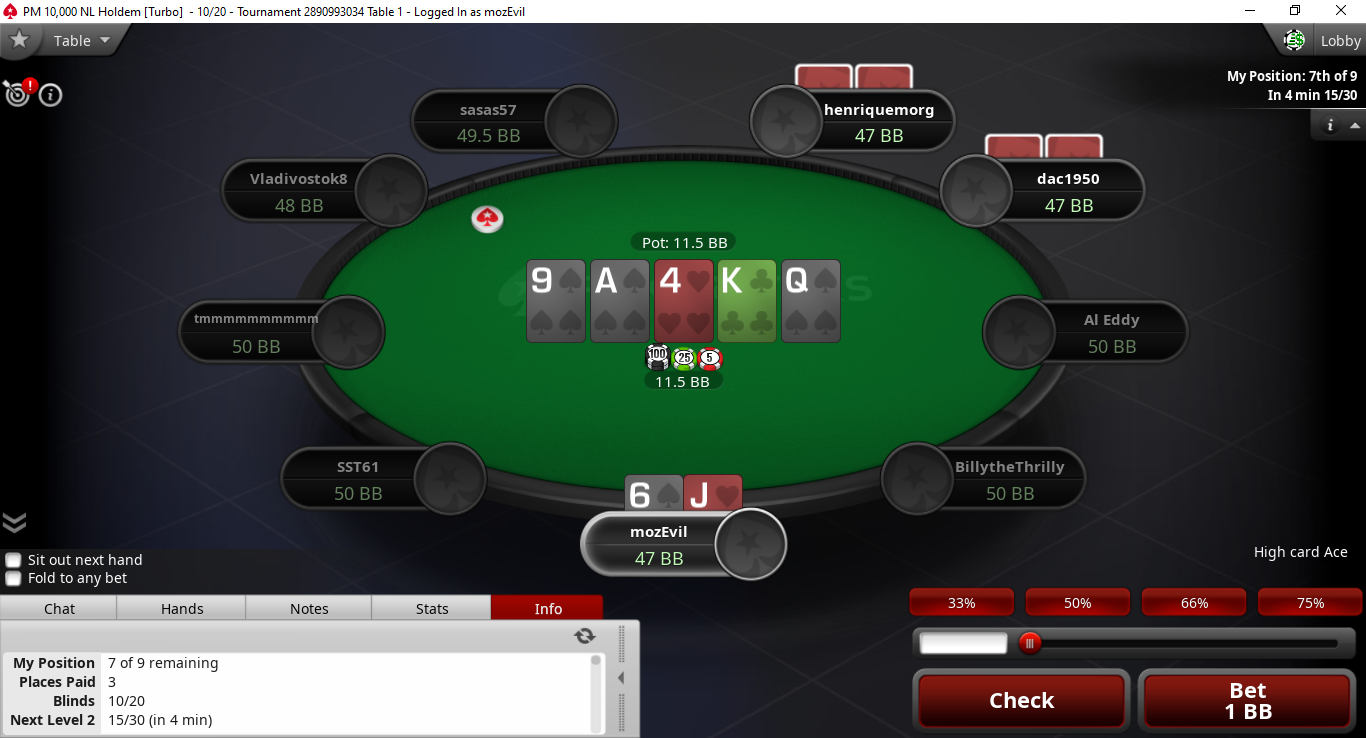 PM 10,000 NL Holdem [Turbo] - 10/20 - Tournament 2890993034 Table 1 - Logged In as mozEvil
Table
Lobby
My Position: 7th of 9
In 4 min 15/30
sasas57
49.5 BB
henriquemorg
47 BB
Vladivostok8
48 BB
dac1950
47 BB
Pot: 11.5 BB
9 A 4 K Q
100 25 5
11.5 BB
tmmmmmmmmmm
50 BB
Al Eddy
50 BB
SST61
50 BB
BillytheThrilly
50 BB
6 J
mozEvil
47 BB
High card Ace
Sit out next hand
Fold to any bet
Chat Hands Notes Stats Info
My Position 7 of 9 remaining
Places Paid 3
Blinds 10/20
Next Level 2 15/30 (in 4 min)
33% 50% 66% 75%
Check
Bet
1 BB